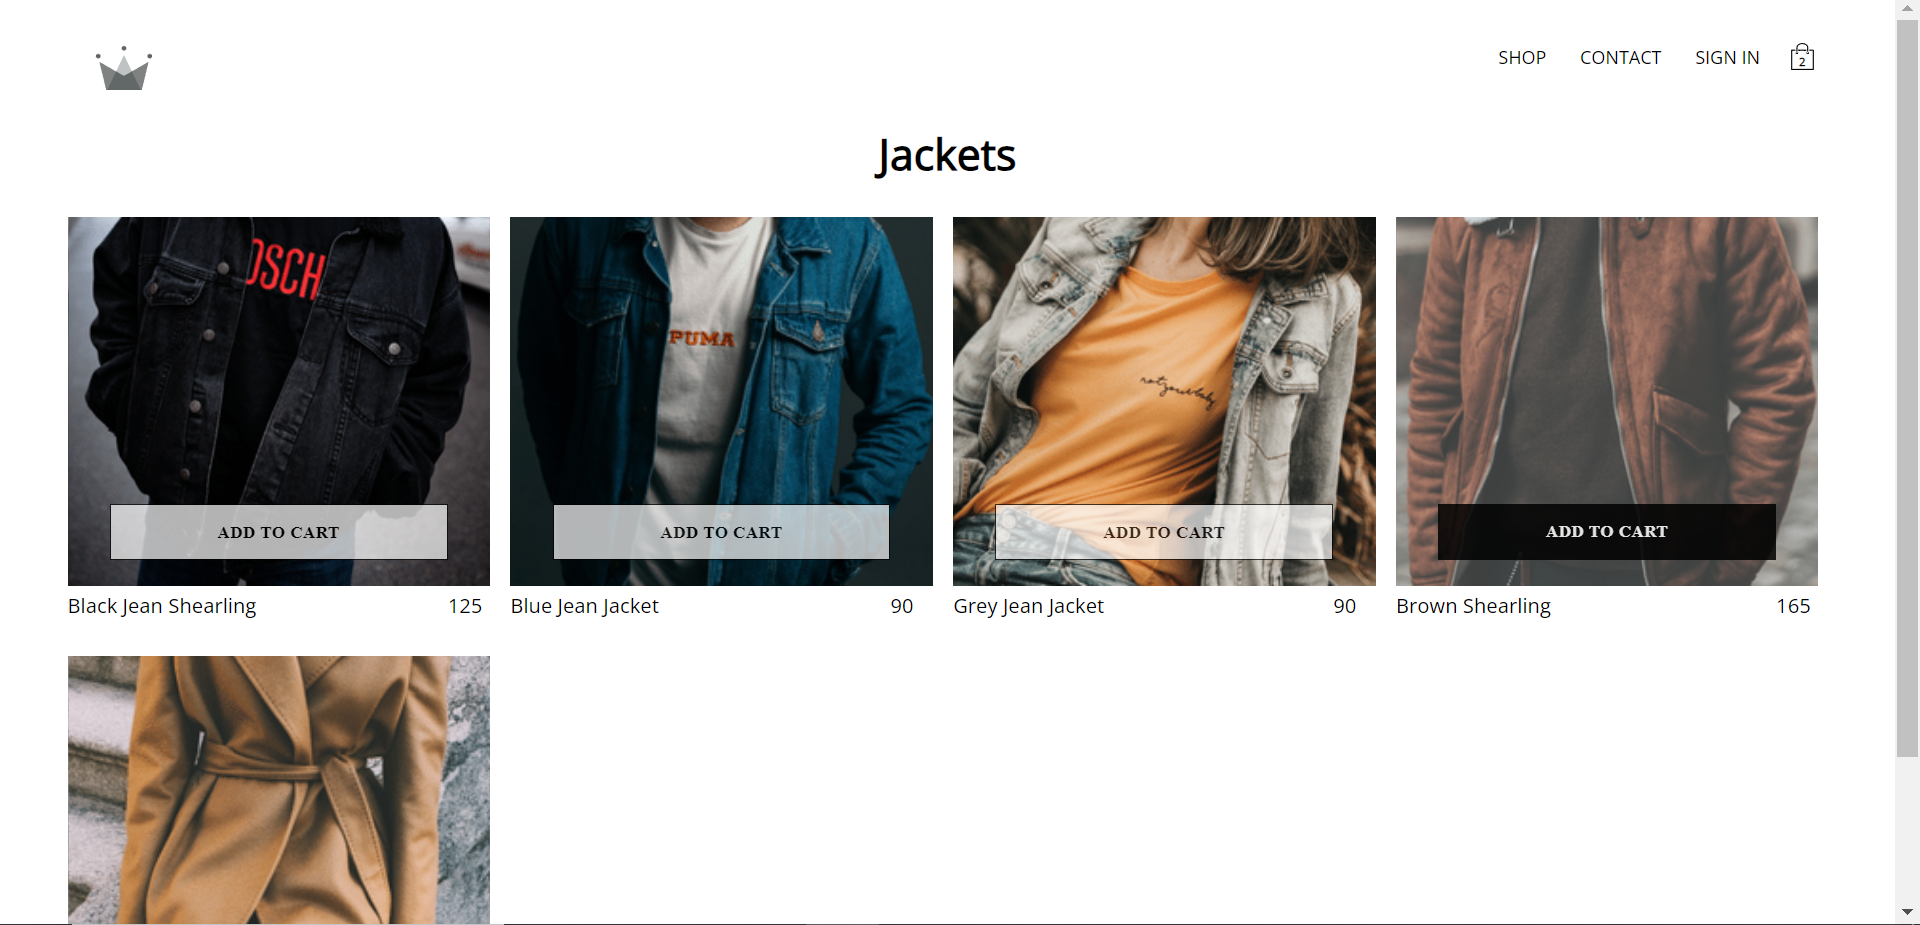 SHOP CONTACT SIGN IN 2
Jackets
OSCH
PUMA
notyourbaby
ADD TO CART ADD TO CART ADD TO CART ADD TO CART
Black Jean Shearling 125 Blue Jean Jacket 90 Grey Jean Jacket 90 Brown Shearling 165